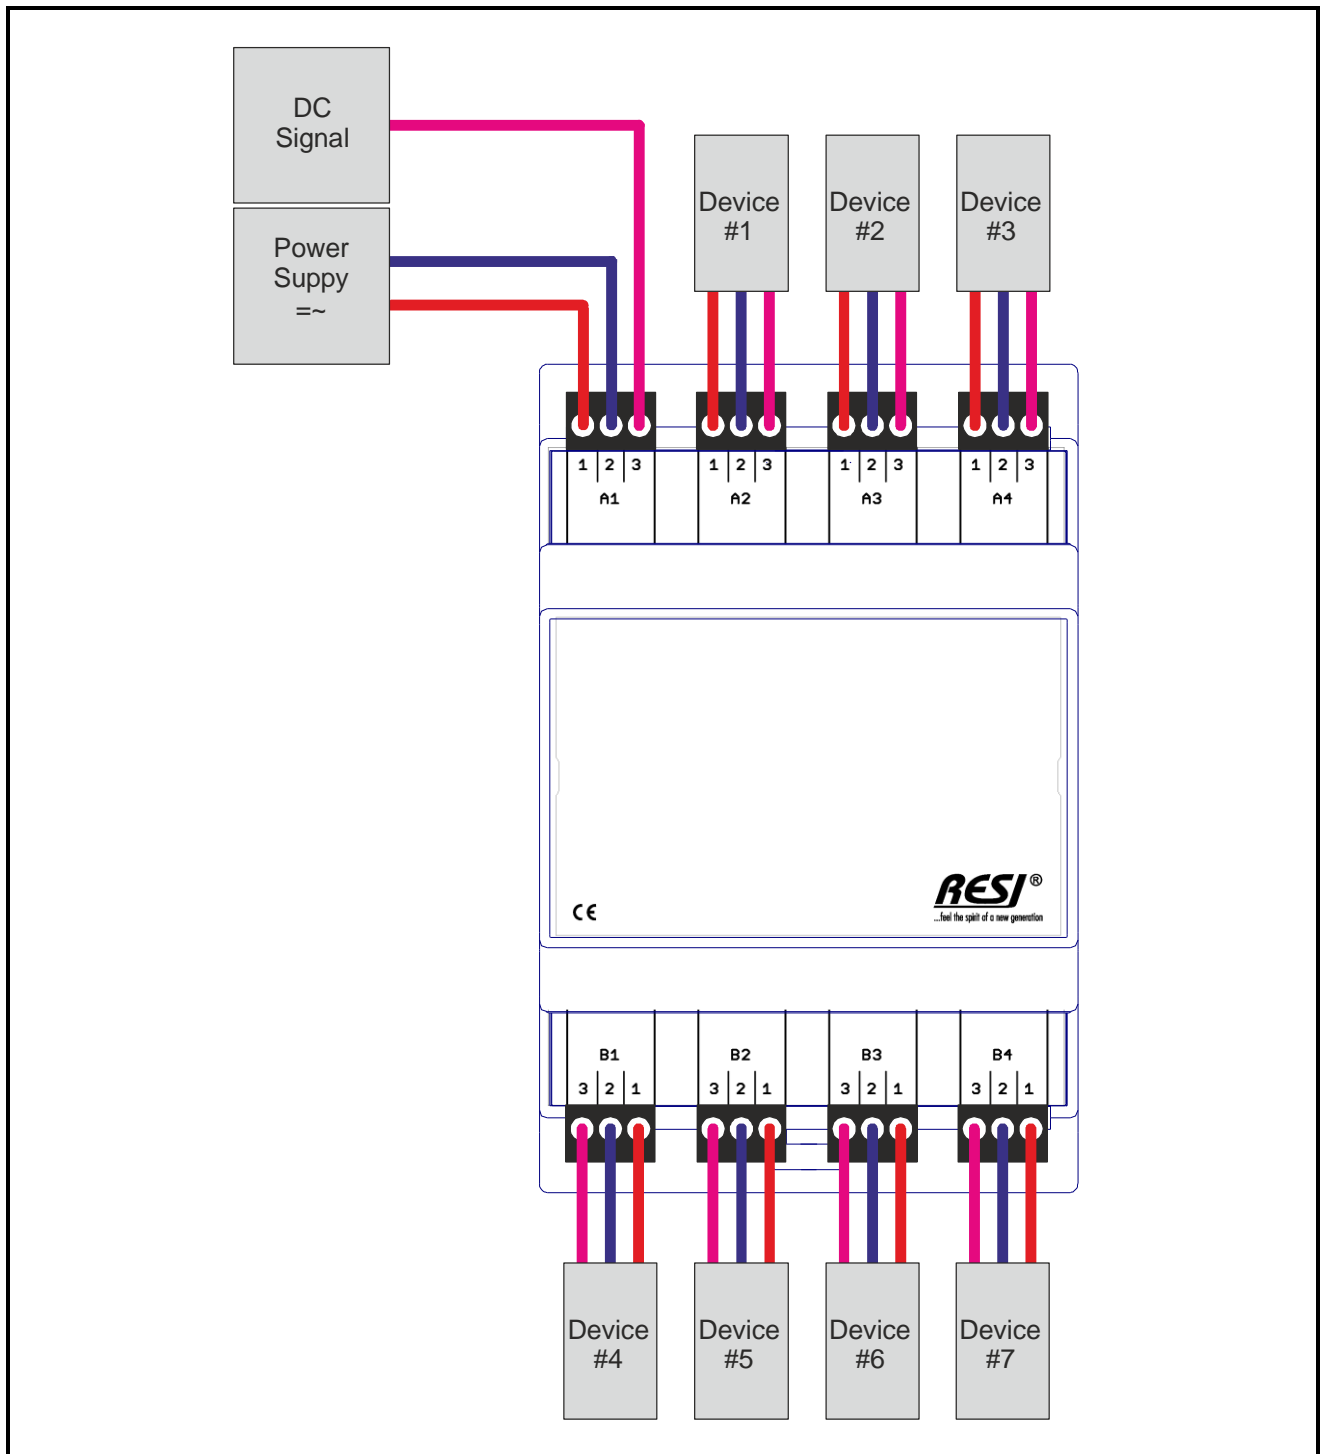 DC
Signal
Power
Suppy
=~
Device
#1
Device
#2
Device
#3
1 2 3
A1
1 2 3
A2
1 2 3
A3
1 2 3
A4
CE
RESI®
...feel the spirit of a new generation
B1
3 2 1
B2
3 2 1
B3
3 2 1
B4
3 2 1
Device
#4
Device
#5
Device
#6
Device
#7